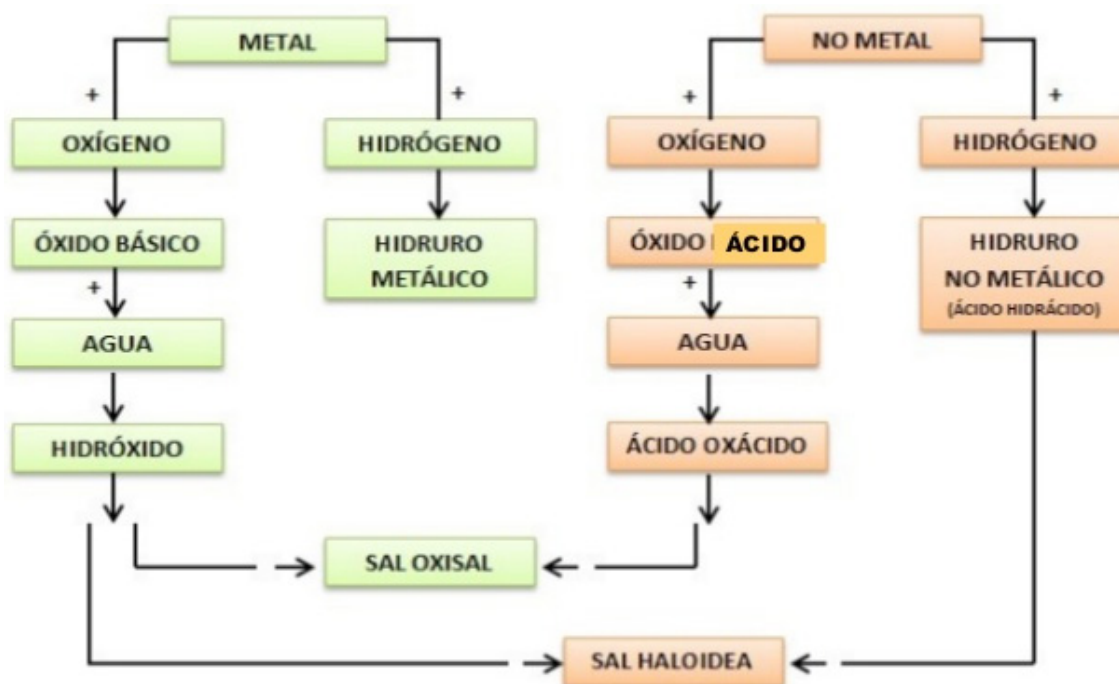 METAL
NO METAL
+
+
+
+
OXÍGENO
HIDRÓGENO
OXÍGENO
HIDRÓGENO
ÓXIDO BÁSICO
HIDRURO
METÁLICO
ÓXIDO ÁCIDO
HIDRURO
NO METÁLICO
(ÁCIDO HIDRÁCIDO)
+
+
AGUA
AGUA
HIDRÓXIDO
ÁCIDO OXÁCIDO
SAL OXISAL
SAL HALOIDEA